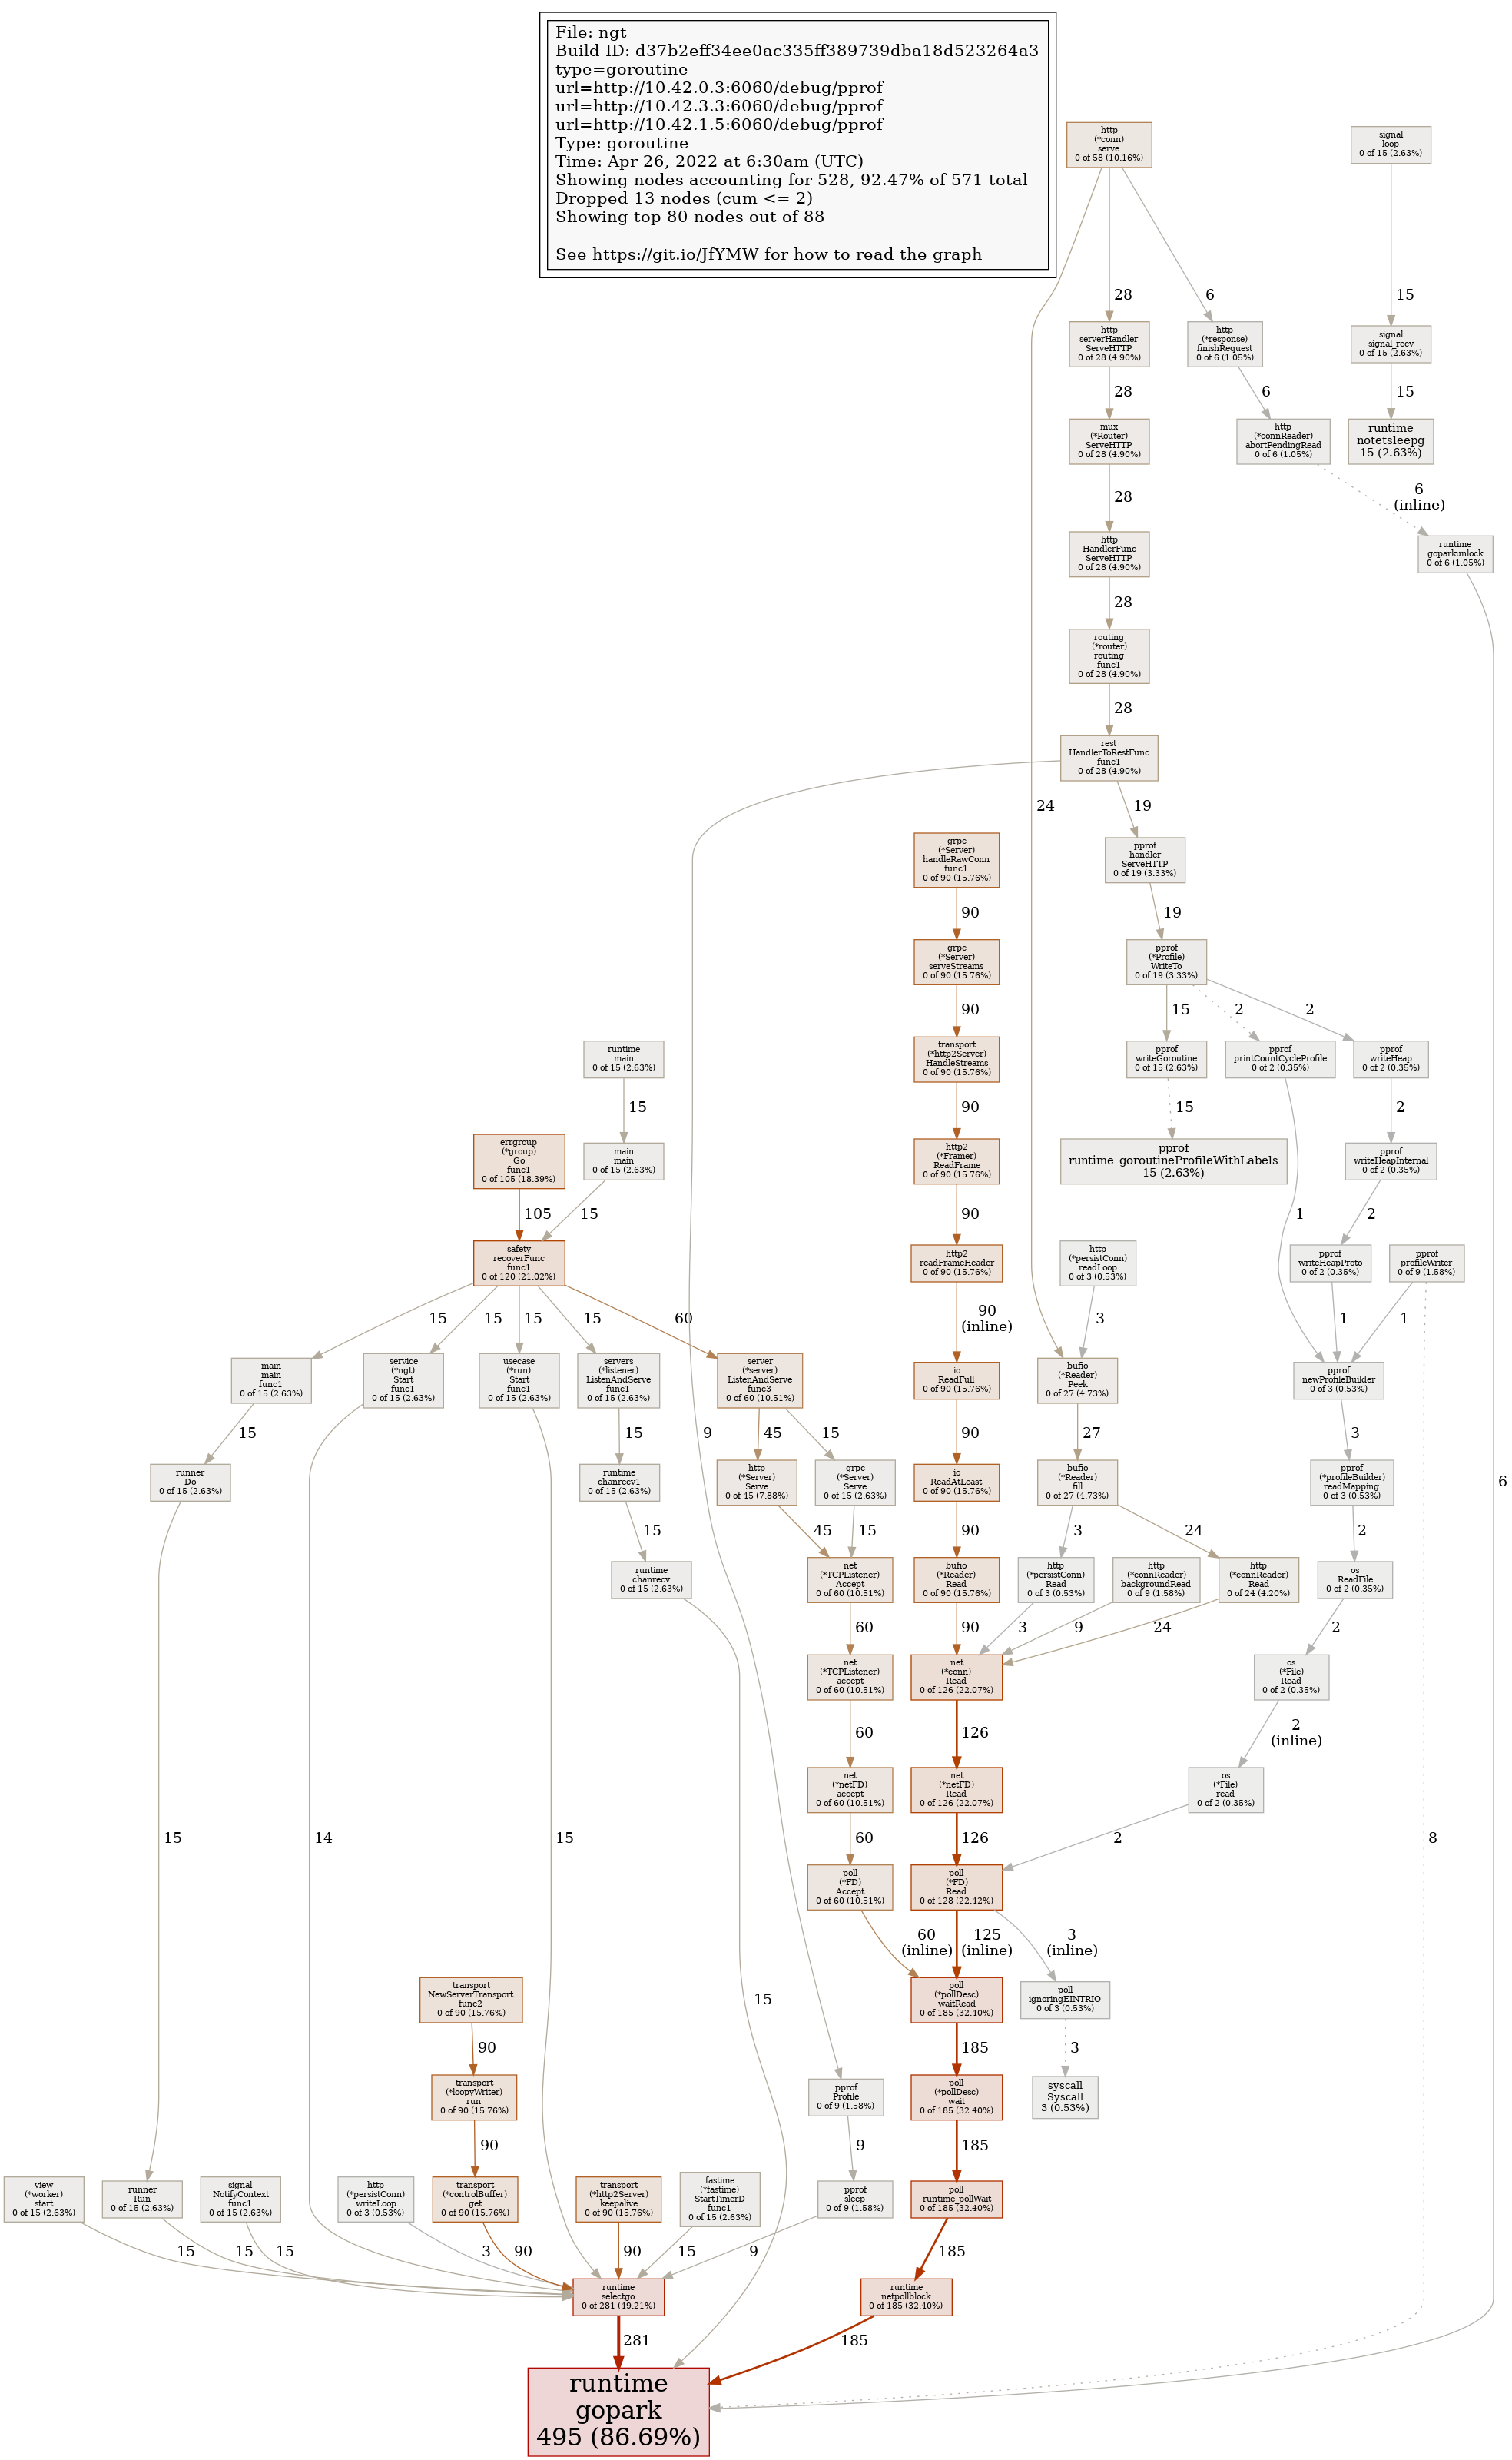 File: ngt
Build ID: d37b2eff34ee0ac335ff389739dba18d523264a3
type=goroutine
url=http://10.42.0.3:6060/debug/pprof
url=http://10.42.3.3:6060/debug/pprof
url=http://10.42.1.5:6060/debug/pprof
Type: goroutine
Time: Apr 26, 2022 at 6:30am (UTC)
Showing nodes accounting for 528, 92.47% of 571 total
Dropped 13 nodes (cum <= 2)
Showing top 80 nodes out of 88
See https://git.io/JfYMW for how to read the graph
http
(*conn)
serve
0 of 58 (10.16%)
signal
loop
0 of 15 (2.63%)
28
6
15
http
serverHandler
ServeHTTP
0 of 28 (4.90%)
http
(*response)
finishRequest
0 of 6 (1.05%)
signal
signal_recv
0 of 15 (2.63%)
28
6
15
mux
(*Router)
ServeHTTP
0 of 28 (4.90%)
http
(*connReader)
abortPendingRead
0 of 6 (1.05%)
runtime
notetsleepg
15 (2.63%)
28
6
(inline)
http
HandlerFunc
ServeHTTP
0 of 28 (4.90%)
runtime
goparkunlock
0 of 6 (1.05%)
28
routing
(*router)
routing
func1
0 of 28 (4.90%)
28
rest
HandlerToRestFunc
func1
0 of 28 (4.90%)
24
19
grpc
(*Server)
handleRawConn
func1
0 of 90 (15.76%)
pprof
handler
ServeHTTP
0 of 19 (3.33%)
90
19
grpc
(*Server)
serveStreams
0 of 90 (15.76%)
pprof
(*Profile)
WriteTo
0 of 19 (3.33%)
90
15
2
2
runtime
main
0 of 15 (2.63%)
transport
(*http2Server)
HandleStreams
0 of 90 (15.76%)
pprof
writeGoroutine
0 of 15 (2.63%)
pprof
printCountCycleProfile
0 of 2 (0.35%)
pprof
writeHeap
0 of 2 (0.35%)
15
90
15
2
errgroup
(*group)
Go
func1
0 of 105 (18.39%)
main
main
0 of 15 (2.63%)
http2
(*Framer)
ReadFrame
0 of 90 (15.76%)
pprof
runtime_goroutineProfileWithLabels
15 (2.63%)
pprof
writeHeapInternal
0 of 2 (0.35%)
105
15
90
1
2
safety
recoverFunc
func1
0 of 120 (21.02%)
http2
readFrameHeader
0 of 90 (15.76%)
http
(*persistConn)
readLoop
0 of 3 (0.53%)
pprof
writeHeapProto
0 of 2 (0.35%)
pprof
profileWriter
0 of 9 (1.58%)
15
15
15
15
60
90
(inline)
3
1
1
main
main
func1
0 of 15 (2.63%)
service
(*ngt)
Start
func1
0 of 15 (2.63%)
usecase
(*run)
Start
func1
0 of 15 (2.63%)
servers
(*listener)
ListenAndServe
func1
0 of 15 (2.63%)
server
(*server)
ListenAndServe
func3
0 of 60 (10.51%)
io
ReadFull
0 of 90 (15.76%)
bufio
(*Reader)
Peek
0 of 27 (4.73%)
pprof
newProfileBuilder
0 of 3 (0.53%)
15
15
9
45
15
90
27
3
runner
Do
0 of 15 (2.63%)
runtime
chanrecv1
0 of 15 (2.63%)
http
(*Server)
Serve
0 of 45 (7.88%)
grpc
(*Server)
Serve
0 of 15 (2.63%)
io
ReadAtLeast
0 of 90 (15.76%)
bufio
(*Reader)
fill
0 of 27 (4.73%)
pprof
(*profileBuilder)
readMapping
0 of 3 (0.53%)
6
15
45
15
90
3
24
2
runtime
chanrecv
0 of 15 (2.63%)
net
(*TCPListener)
Accept
0 of 60 (10.51%)
bufio
(*Reader)
Read
0 of 90 (15.76%)
http
(*persistConn)
Read
0 of 3 (0.53%)
http
(*connReader)
backgroundRead
0 of 9 (1.58%)
http
(*connReader)
Read
0 of 24 (4.20%)
os
ReadFile
0 of 2 (0.35%)
60
90
3
9
24
2
net
(*TCPListener)
accept
0 of 60 (10.51%)
net
(*conn)
Read
0 of 126 (22.07%)
os
(*File)
Read
0 of 2 (0.35%)
60
126
2
(inline)
net
(*netFD)
accept
0 of 60 (10.51%)
net
(*netFD)
Read
0 of 126 (22.07%)
os
(*File)
read
0 of 2 (0.35%)
15
14
15
60
126
2
8
poll
(*FD)
Accept
0 of 60 (10.51%)
poll
(*FD)
Read
0 of 128 (22.42%)
60
(inline)
125
(inline)
3
(inline)
transport
NewServerTransport
func2
0 of 90 (15.76%)
15
poll
(*pollDesc)
waitRead
0 of 185 (32.40%)
poll
ignoringEINTRIO
0 of 3 (0.53%)
90
185
3
transport
(*loopyWriter)
run
0 of 90 (15.76%)
pprof
Profile
0 of 9 (1.58%)
poll
(*pollDesc)
wait
0 of 185 (32.40%)
syscall
Syscall
3 (0.53%)
90
9
185
view
(*worker)
start
0 of 15 (2.63%)
runner
Run
0 of 15 (2.63%)
signal
NotifyContext
func1
0 of 15 (2.63%)
http
(*persistConn)
writeLoop
0 of 3 (0.53%)
transport
(*controlBuffer)
get
0 of 90 (15.76%)
transport
(*http2Server)
keepalive
0 of 90 (15.76%)
fastime
(*fastime)
StartTimerD
func1
0 of 15 (2.63%)
pprof
sleep
0 of 9 (1.58%)
poll
runtime_pollWait
0 of 185 (32.40%)
15
15
15
3
90
90
15
9
185
runtime
selectgo
0 of 281 (49.21%)
runtime
netpollblock
0 of 185 (32.40%)
281
185
runtime
gopark
495 (86.69%)